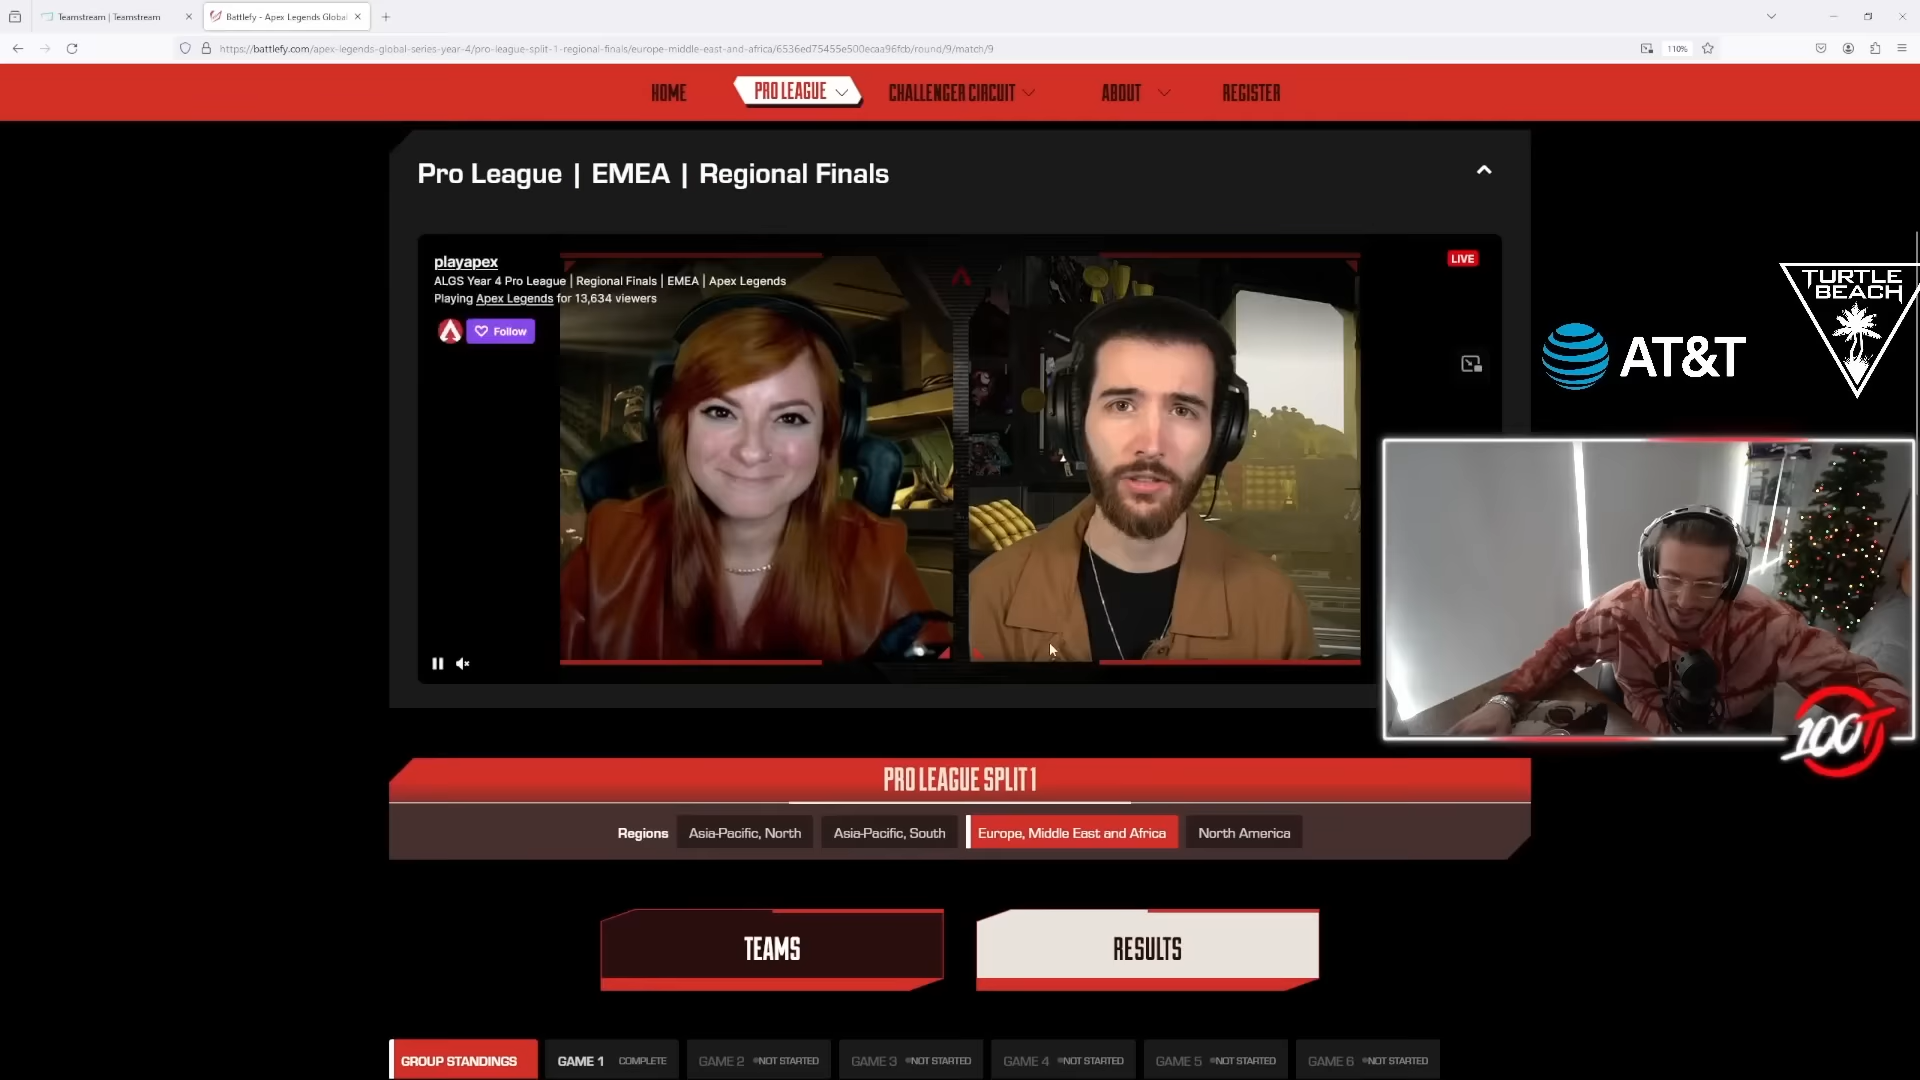 Teamstream | Teamstream
Battlefy - Apex Legends Global
https://battlefy.com/apex-legends-global-series-year-4/pro-league-split-1-regional-finals/europe-middle-east-and-africa/6536ed75455e500ecaa96fcb/round/9/match/9
110%
HOME
PRO LEAGUE
CHALLENGER CIRCUIT
ABOUT
REGISTER
Pro League | EMEA | Regional Finals
playapex
LIVE
ALGS Year 4 Pro League | Regional Finals | EMEA | Apex Legends
Playing Apex Legends for 13,634 viewers
Follow
TURTLE
BEACH
AT&T
100T
PRO LEAGUE SPLIT 1
Regions
Asia-Pacific, North
Asia-Pacific, South
Europe, Middle East and Africa
North America
TEAMS
RESULTS
GROUP STANDINGS
GAME 1 COMPLETE
GAME 2 NOT STARTED
GAME 3 NOT STARTED
GAME 4 NOT STARTED
GAME 5 NOT STARTED
GAME 6 NOT STARTED